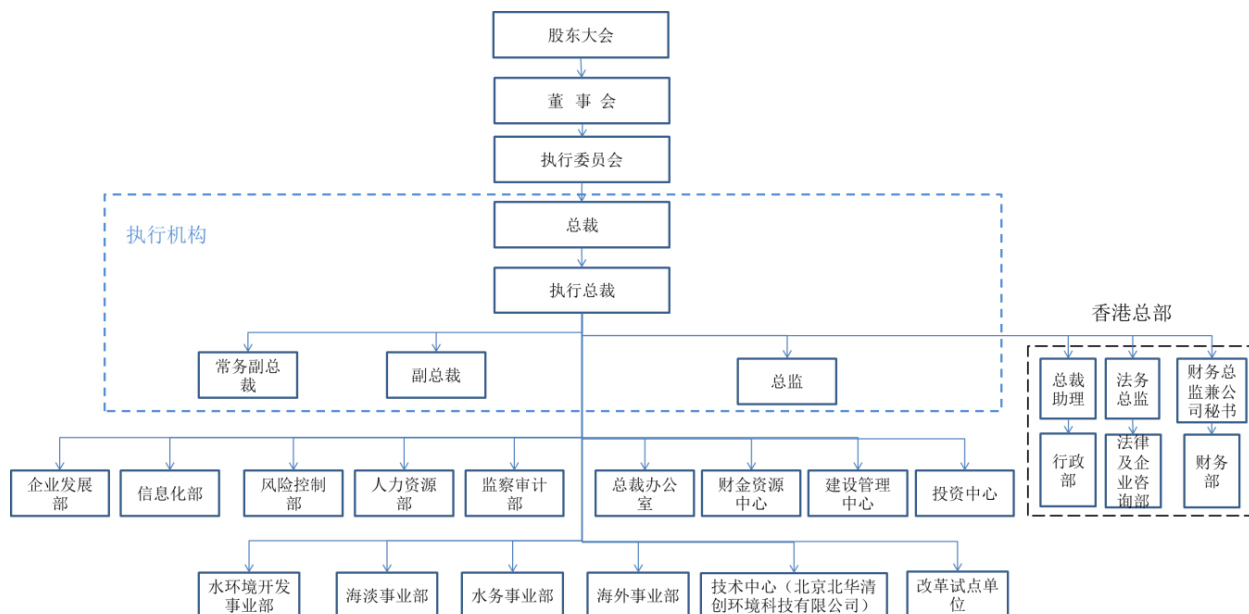 股东大会
董 事 会
执行委员会
总裁
执行机构
执行总裁
香港总部
常务副总
裁
副总裁
总监
总裁
助理
法务
总监
财务总
监兼公
司秘书
行政
部
法律
及企
业咨
询部
财务
部
企业发展
部
信息化部
风险控制
部
人力资源
部
监察审计
部
总裁办公
室
财金资源
中心
建设管理
中心
投资中心
水环境开发
事业部
海淡事业部
水务事业部
海外事业部
技术中心（北京北华清
创环境科技有限公司）
改革试点单
位